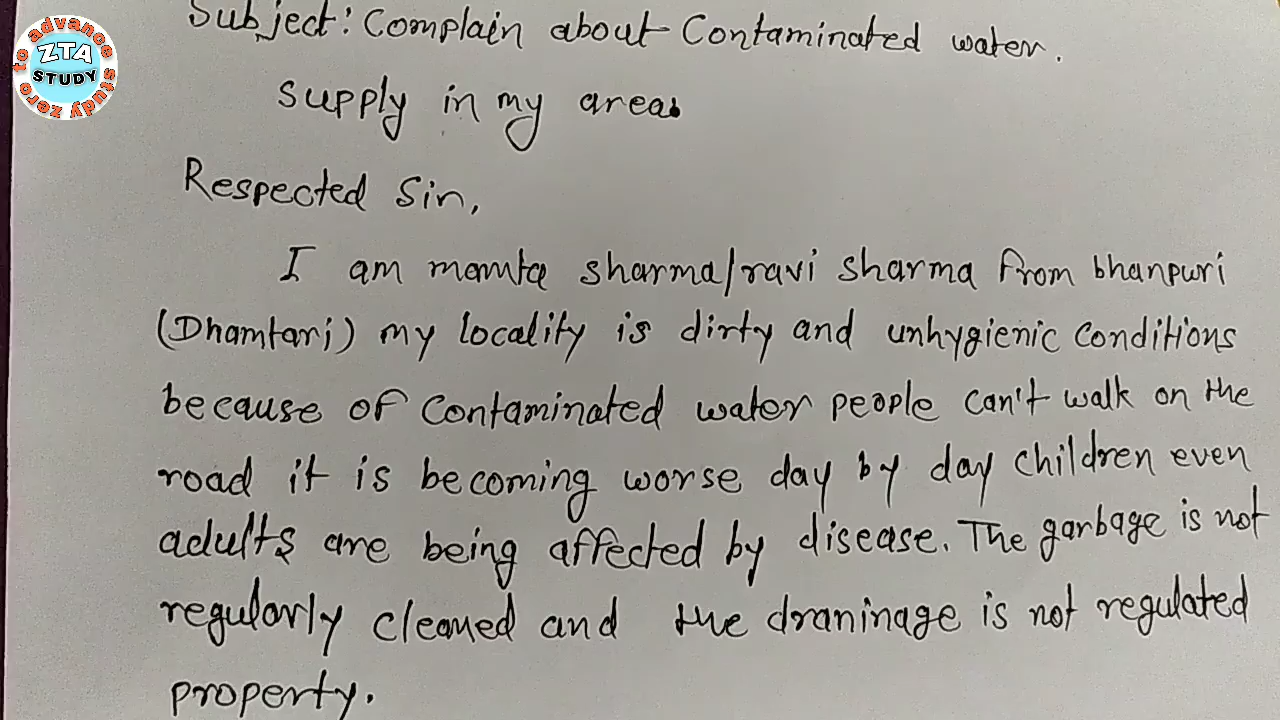 zero to advance study
ZTA
STUDY
Subject: Complain about Contaminated water.
Supply in my area.
Respected Sir,
I am mamta sharma/ravi sharma from bhanpuri
(Dhamtari) my locality is dirty and unhygienic conditions
because of contaminated water people can't walk on the
road it is becoming worse day by day children even
adults are being affected by disease. The garbage is not
regularly cleaned and the draninage is not regulated
property.